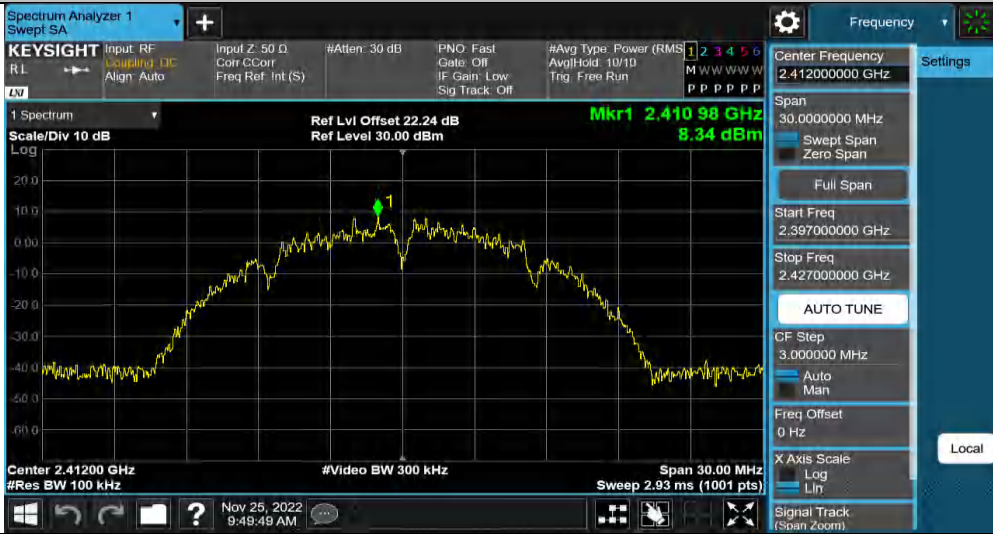 Spectrum Analyzer 1
Swept SA
Frequency
KEYSIGHT
RL
LNI
Input: RF
Coupling: DC
Align: Auto
Input Z: 50 Ω
Corr CCorr
Freq Ref: Int (S)
#Atten: 30 dB
PNO: Fast
Gate: Off
IF Gain: Low
Sig Track: Off
#Avg Type: Power (RMS
Avg|Hold: 10/10
Trig: Free Run
1 2 3 4 5 6
M W W W W W
P P P P P P
1 Spectrum
Scale/Div 10 dB
Log
Ref Lvl Offset 22.24 dB
Ref Level 30.00 dBm
Mkr1 2.410 98 GHz
8.34 dBm
20.0
10.0
0.00
-10.0
-20.0
-30.0
-40.0
-50.0
-60.0
1
Center 2.41200 GHz
#Res BW 100 kHz
#Video BW 300 kHz
Span 30.00 MHz
Sweep 2.93 ms (1001 pts)
Nov 25, 2022
9:49:49 AM
Center Frequency
2.412000000 GHz
Span
30.0000000 MHz
Swept Span
Zero Span
Full Span
Start Freq
2.397000000 GHz
Stop Freq
2.427000000 GHz
AUTO TUNE
CF Step
3.000000 MHz
Auto
Man
Freq Offset
0 Hz
X Axis Scale
Log
Lin
Signal Track
(Span Zoom)
Settings
Local